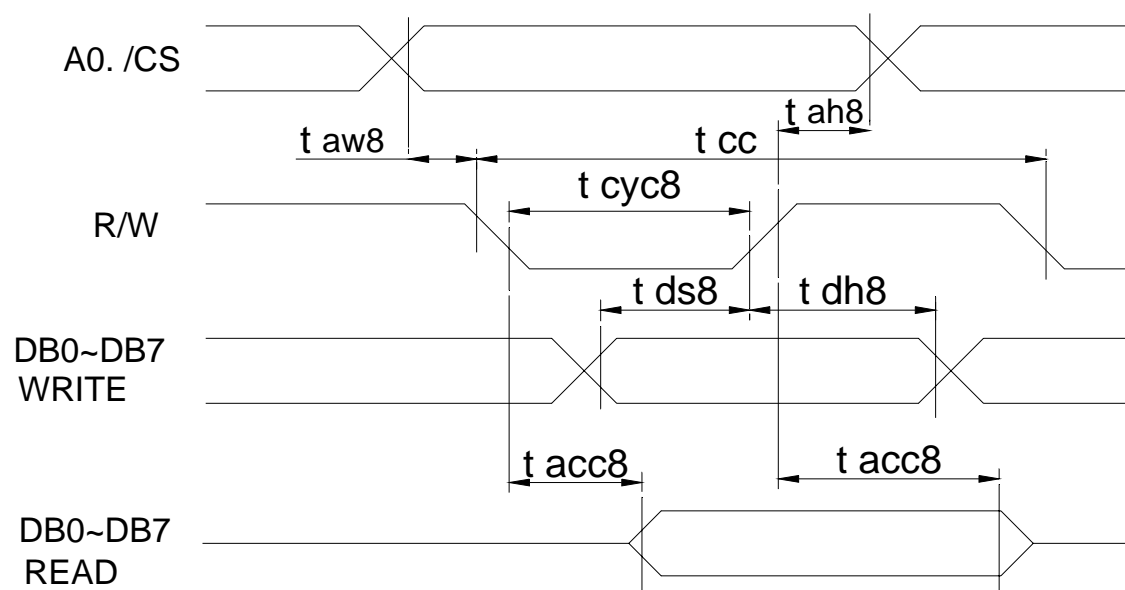 A0. /CS
t ah8
t aw8
t cc
t cyc8
R/W
t ds8
t dh8
DB0~DB7
WRITE
t acc8
t acc8
DB0~DB7
READ